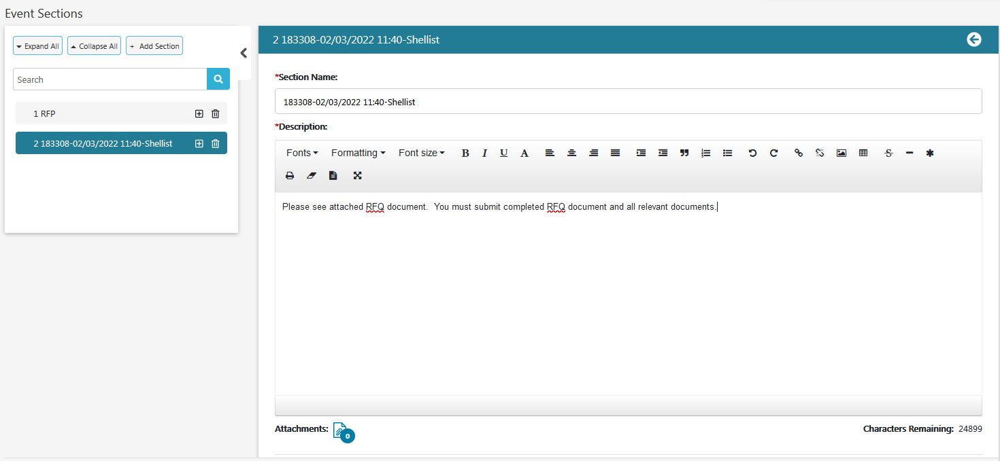 Event Sections
Expand All
Collapse All
+ Add Section
Search
1 RFP
2 183308-02/03/2022 11:40-Shellist
2 183308-02/03/2022 11:40-Shellist
*Section Name:
183308-02/03/2022 11:40-Shellist
*Description:
Fonts Formatting Font size B I U A S
Please see attached RFQ document.  You must submit completed RFQ document and all relevant documents.
Attachments: 0
Characters Remaining: 24899